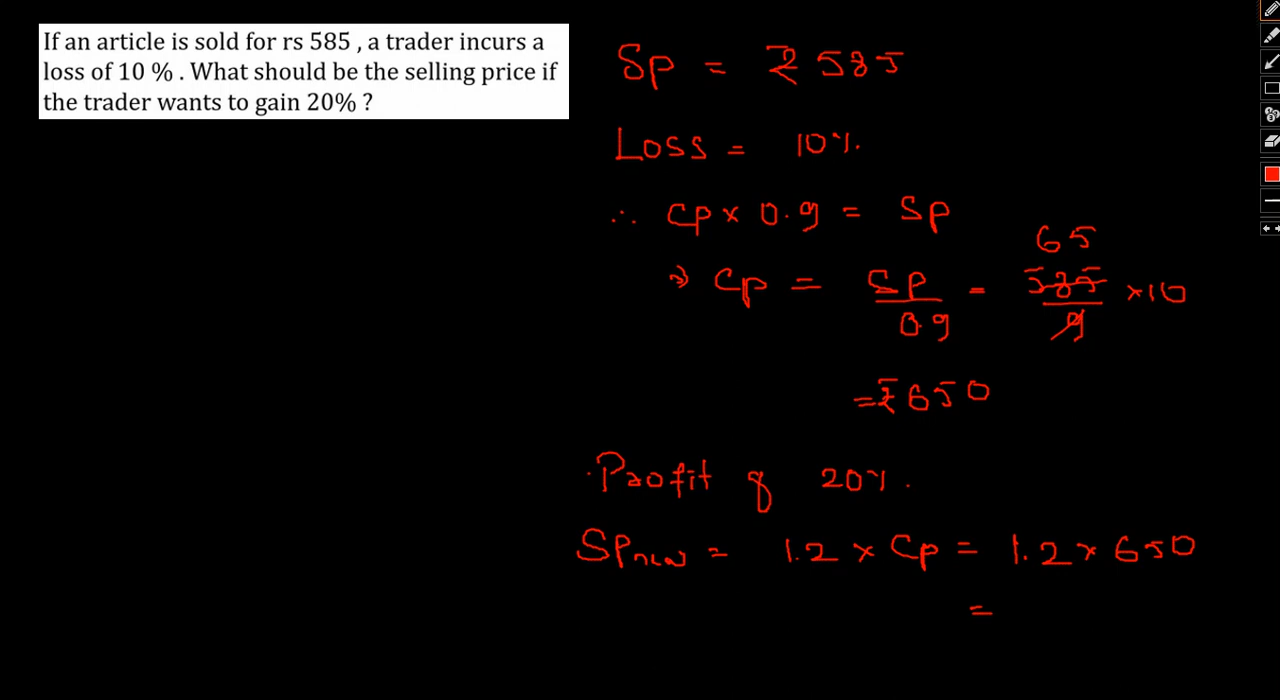 If an article is sold for rs 585 , a trader incurs a
loss of 10 % . What should be the selling price if
the trader wants to gain 20% ?
Sp = ₹ 585
Loss = 10%.
∴ Cp x 0.9 = Sp
⇒ Cp = Sp/0.9 = 585/9 x 10
65
= ₹ 650
Profit of 20%.
SPnew = 1.2 x Cp = 1.2 x 650
=